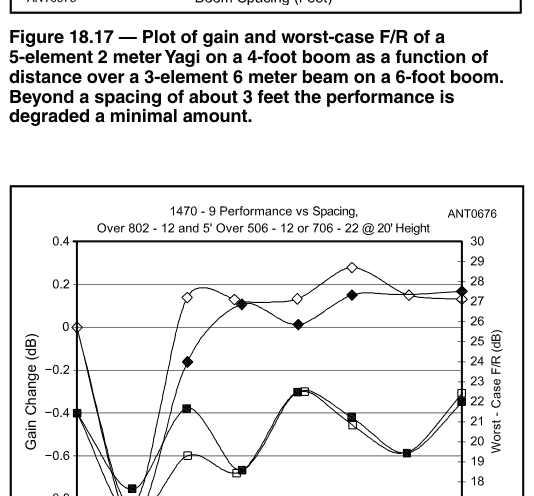 ANT0675
Boom Spacing (Feet)
Figure 18.17 — Plot of gain and worst-case F/R of a
5-element 2 meter Yagi on a 4-foot boom as a function of
distance over a 3-element 6 meter beam on a 6-foot boom.
Beyond a spacing of about 3 feet the performance is
degraded a minimal amount.
1470 - 9 Performance vs Spacing,
ANT0676
Over 802 - 12 and 5' Over 506 - 12 or 706 - 22 @ 20' Height
0.4
0.2
0
−0.2
−0.4
−0.6
Gain Change (dB)
30
29
28
27
26
25
24
23
22
21
20
19
18
Worst - Case F/R (dB)